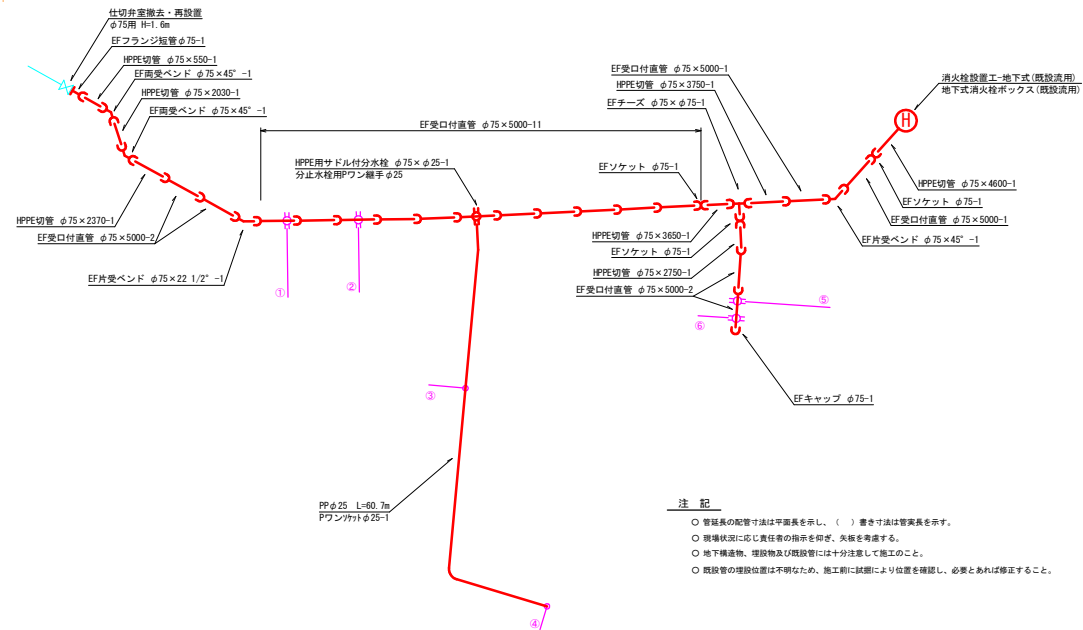 仕切弁室撤去・再設置
φ75用 H=1.6m
EFフランジ短管φ75-1
HPPE切管 φ75×550-1
EF両受ベンド φ75×45°-1
HPPE切管 φ75×2030-1
EF両受ベンド φ75×45°-1
EF受口付直管 φ75×5000-11
HPPE用サドル付分水栓 φ75×φ25-1
分止水栓用Pワン継手φ25
EF受口付直管 φ75×5000-1
HPPE切管 φ75×3750-1
EFチーズ φ75×φ75-1
EFソケット φ75-1
消火栓設置工-地下式(既設流用)
地下式消火栓ボックス(既設流用)
H
HPPE切管 φ75×4600-1
EFソケット φ75-1
EF受口付直管 φ75×5000-1
EF片受ベンド φ75×45°-1
HPPE切管 φ75×2370-1
EF受口付直管 φ75×5000-2
EF片受ベンド φ75×22 1/2°-1
HPPE切管 φ75×3650-1
EFソケット φ75-1
HPPE切管 φ75×2750-1
EF受口付直管 φ75×5000-2
①
②
⑤
⑥
③
EFキャップ φ75-1
PPφ25 L=60.7m
Pワンソケットφ25-1
④
注 記
○ 管延長の配管寸法は平面長を示し、（ ）書き寸法は管実長を示す。
○ 現場状況に応じ責任者の指示を仰ぎ、矢板を考慮する。
○ 地下構造物、埋設物及び既設管には十分注意して施工のこと。
○ 既設管の埋設位置は不明なため、施工前に試掘により位置を確認し、必要とあれば修正すること。